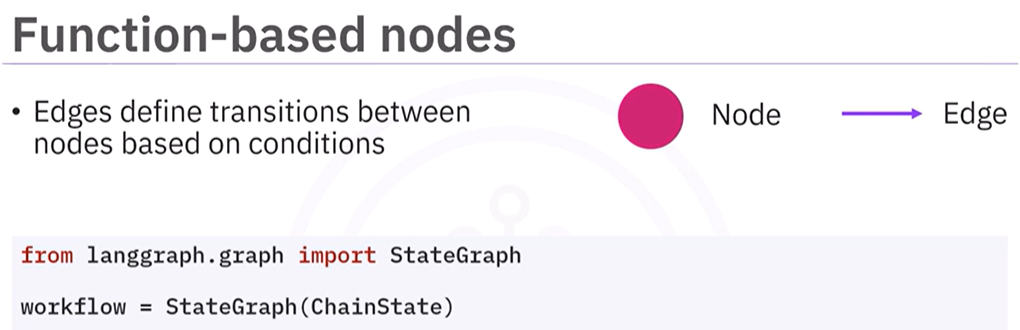 Function-based nodes
• Edges define transitions between
nodes based on conditions
Node
Edge
from langgraph.graph import StateGraph
workflow = StateGraph(ChainState)